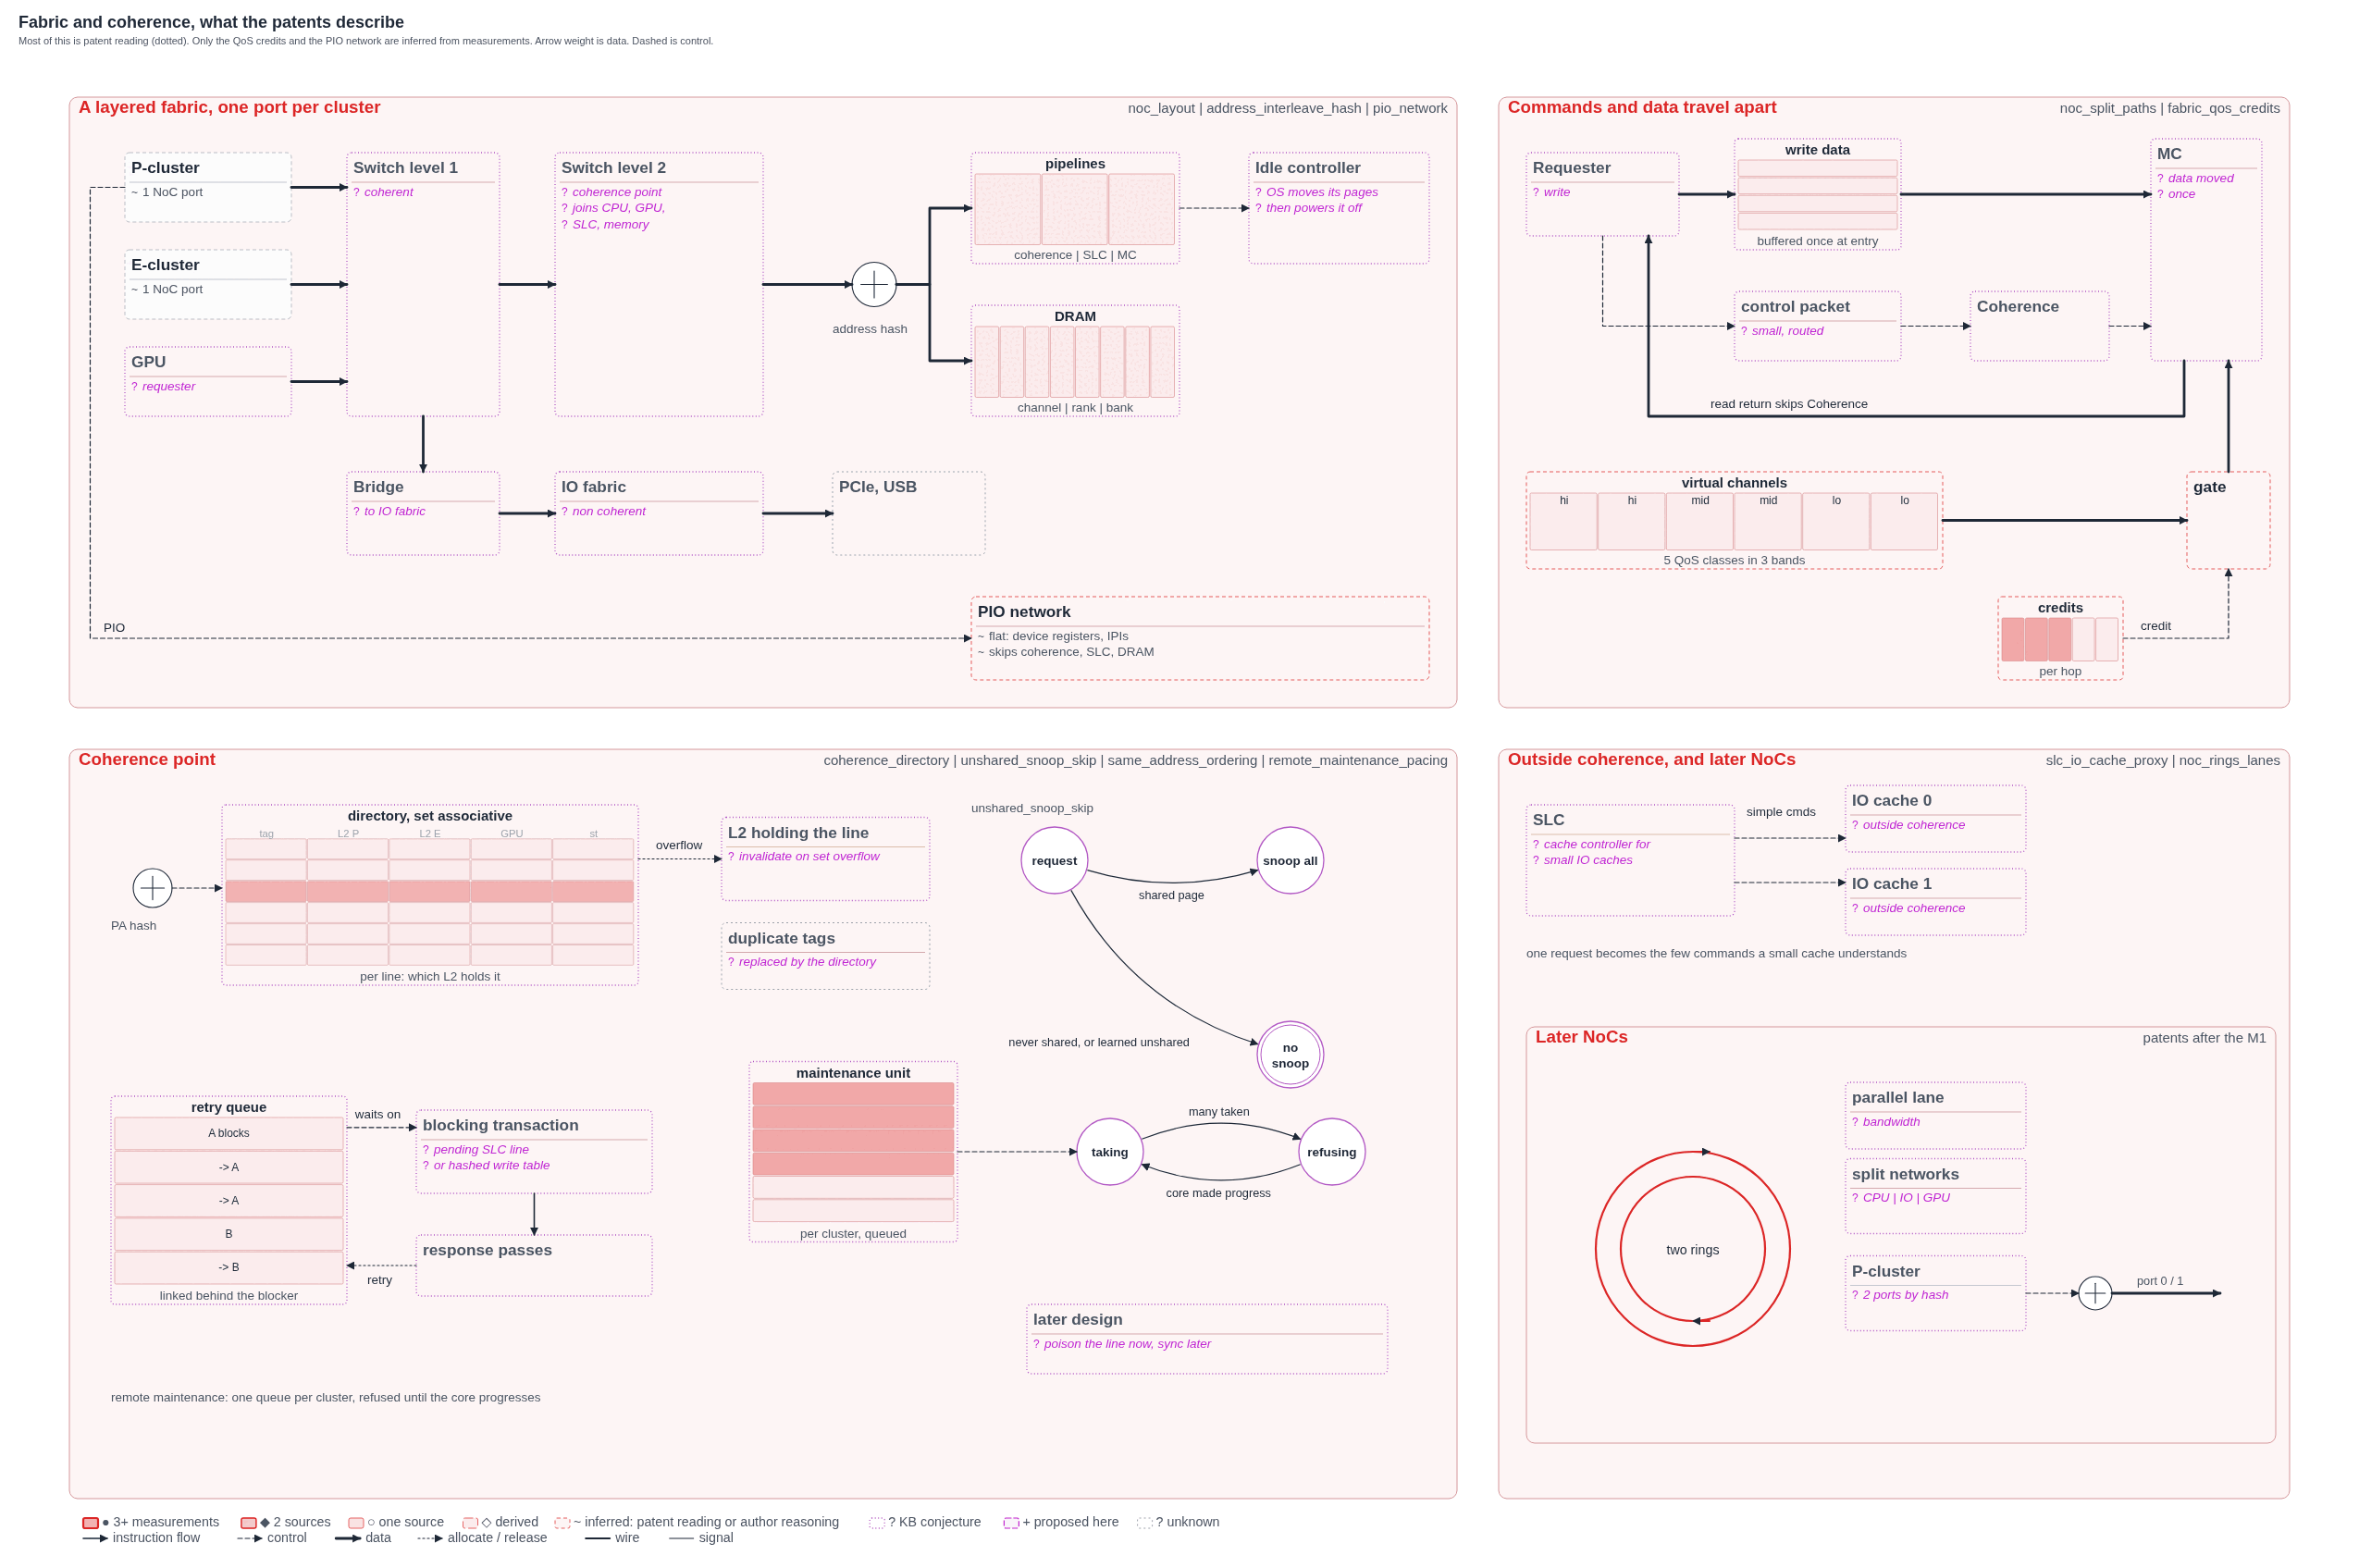 Fabric and coherence, what the patents describe
Most of this is patent reading (dotted). Only the QoS credits and the PIO network are inferred from measurements. Arrow weight is data. Dashed is control.
A layered fabric, one port per cluster
noc_layout | address_interleave_hash | pio_network
P-cluster
~ 1 NoC port
E-cluster
~ 1 NoC port
GPU
? requester
Switch level 1
? coherent
Switch level 2
? coherence point
? joins CPU, GPU,
? SLC, memory
address hash
pipelines
coherence | SLC | MC
Idle controller
? OS moves its pages
? then powers it off
DRAM
channel | rank | bank
Bridge
? to IO fabric
IO fabric
? non coherent
PCIe, USB
PIO
PIO network
~ flat: device registers, IPIs
~ skips coherence, SLC, DRAM
Commands and data travel apart
noc_split_paths | fabric_qos_credits
Requester
? write
write data
buffered once at entry
MC
? data moved
? once
control packet
? small, routed
Coherence
read return skips Coherence
virtual channels
hi
hi
mid
mid
lo
lo
5 QoS classes in 3 bands
gate
credits
per hop
credit
Coherence point
coherence_directory | unshared_snoop_skip | same_address_ordering | remote_maintenance_pacing
PA hash
directory, set associative
tag
L2 P
L2 E
GPU
st
per line: which L2 holds it
overflow
L2 holding the line
? invalidate on set overflow
duplicate tags
? replaced by the directory
unshared_snoop_skip
request
snoop all
shared page
never shared, or learned unshared
no
snoop
retry queue
A blocks
-> A
-> A
B
-> B
linked behind the blocker
waits on
blocking transaction
? pending SLC line
? or hashed write table
response passes
retry
maintenance unit
per cluster, queued
taking
refusing
many taken
core made progress
later design
? poison the line now, sync later
remote maintenance: one queue per cluster, refused until the core progresses
Outside coherence, and later NoCs
slc_io_cache_proxy | noc_rings_lanes
SLC
? cache controller for
? small IO caches
simple cmds
IO cache 0
? outside coherence
IO cache 1
? outside coherence
one request becomes the few commands a small cache understands
Later NoCs
patents after the M1
two rings
parallel lane
? bandwidth
split networks
? CPU | IO | GPU
P-cluster
? 2 ports by hash
port 0 / 1
● 3+ measurements ◆ 2 sources ○ one source ◇ derived ~ inferred: patent reading or author reasoning ? KB conjecture + proposed here ? unknown
instruction flow control data allocate / release wire signal